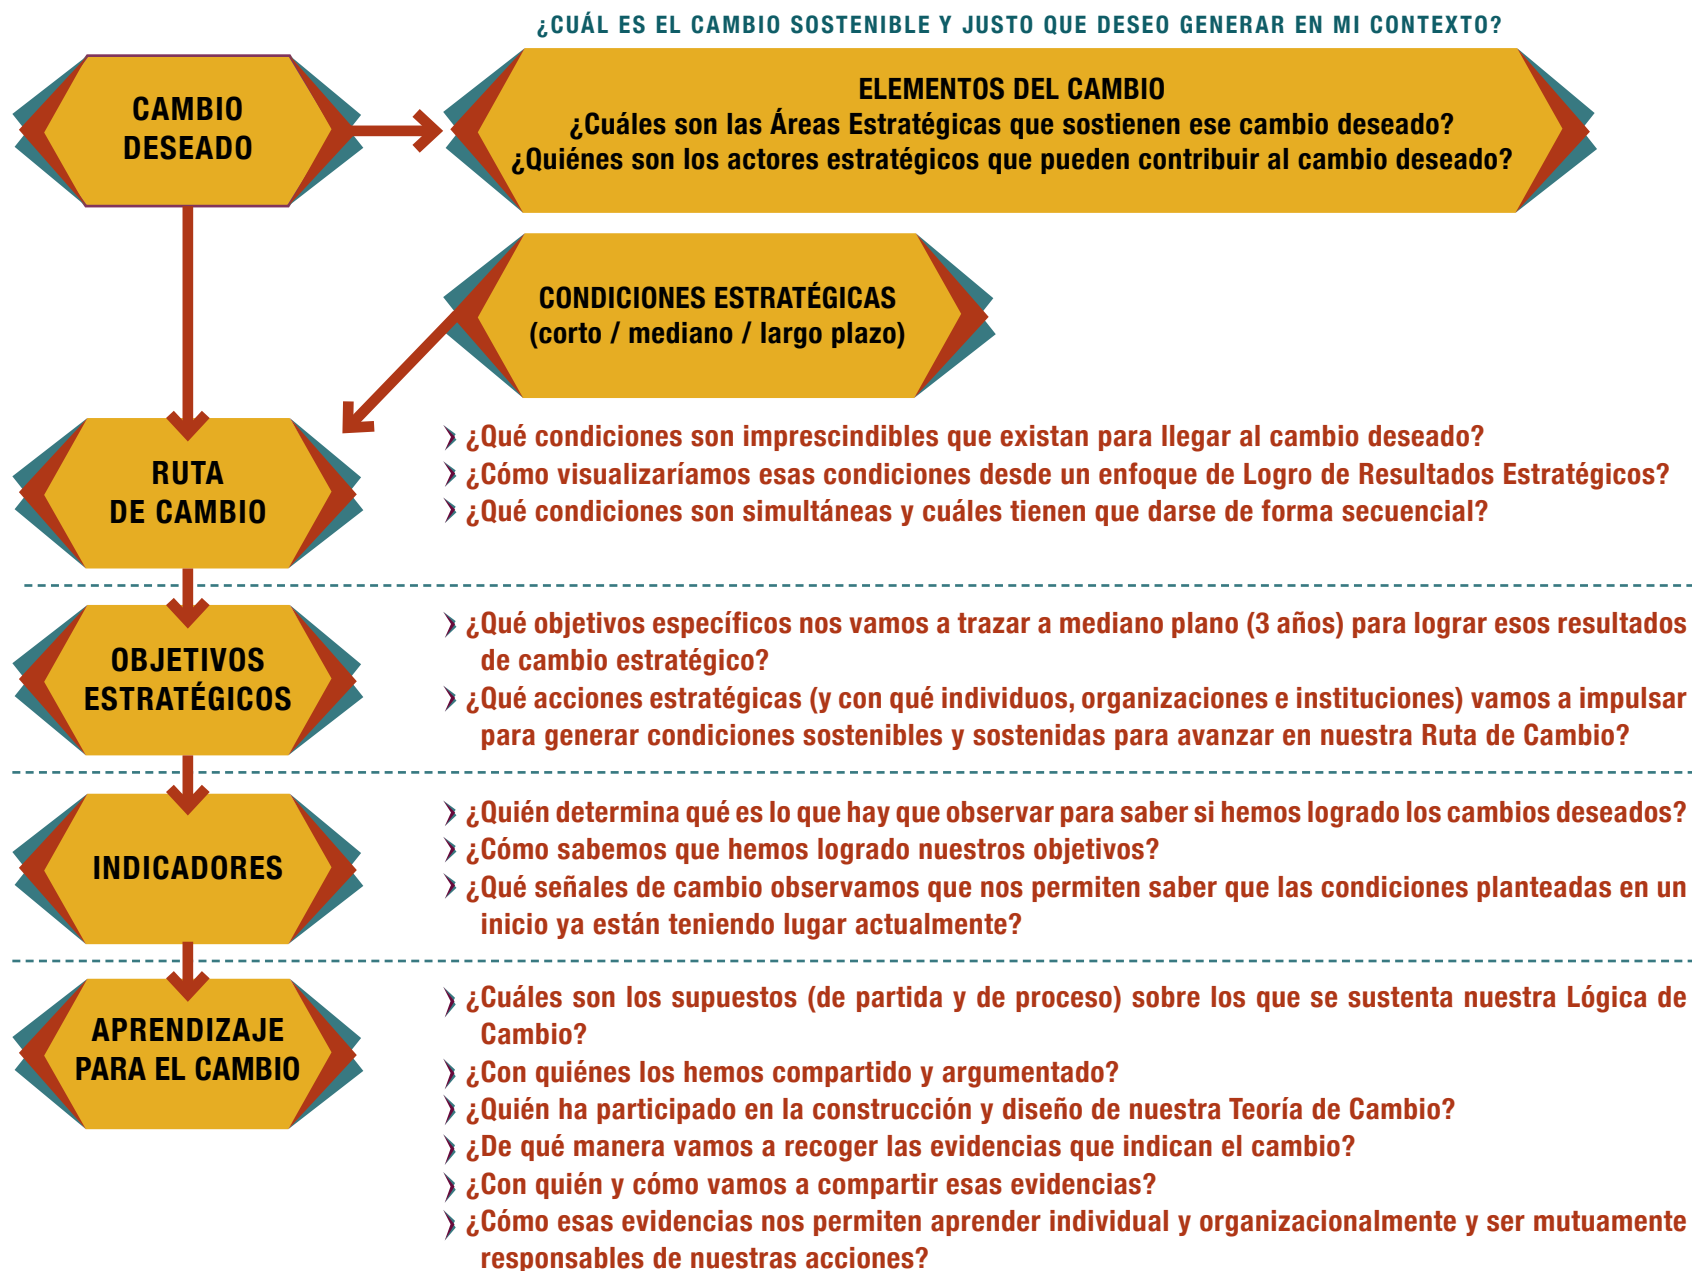 ¿CUÁL ES EL CAMBIO SOSTENIBLE Y JUSTO QUE DESEO GENERAR EN MI CONTEXTO?
CAMBIO
DESEADO
ELEMENTOS DEL CAMBIO
¿Cuáles son las Áreas Estratégicas que sostienen ese cambio deseado?
¿Quiénes son los actores estratégicos que pueden contribuir al cambio deseado?
CONDICIONES ESTRATÉGICAS
(corto / mediano / largo plazo)
RUTA
DE CAMBIO
¿Qué condiciones son imprescindibles que existan para llegar al cambio deseado?
¿Cómo visualizaríamos esas condiciones desde un enfoque de Logro de Resultados Estratégicos?
¿Qué condiciones son simultáneas y cuáles tienen que darse de forma secuencial?
OBJETIVOS
ESTRATÉGICOS
¿Qué objetivos específicos nos vamos a trazar a mediano plano (3 años) para lograr esos resultados
de cambio estratégico?
¿Qué acciones estratégicas (y con qué individuos, organizaciones e instituciones) vamos a impulsar
para generar condiciones sostenibles y sostenidas para avanzar en nuestra Ruta de Cambio?
INDICADORES
¿Quién determina qué es lo que hay que observar para saber si hemos logrado los cambios deseados?
¿Cómo sabemos que hemos logrado nuestros objetivos?
¿Qué señales de cambio observamos que nos permiten saber que las condiciones planteadas en un
inicio ya están teniendo lugar actualmente?
APRENDIZAJE
PARA EL CAMBIO
¿Cuáles son los supuestos (de partida y de proceso) sobre los que se sustenta nuestra Lógica de
Cambio?
¿Con quiénes los hemos compartido y argumentado?
¿Quién ha participado en la construcción y diseño de nuestra Teoría de Cambio?
¿De qué manera vamos a recoger las evidencias que indican el cambio?
¿Con quién y cómo vamos a compartir esas evidencias?
¿Cómo esas evidencias nos permiten aprender individual y organizacionalmente y ser mutuamente
responsables de nuestras acciones?